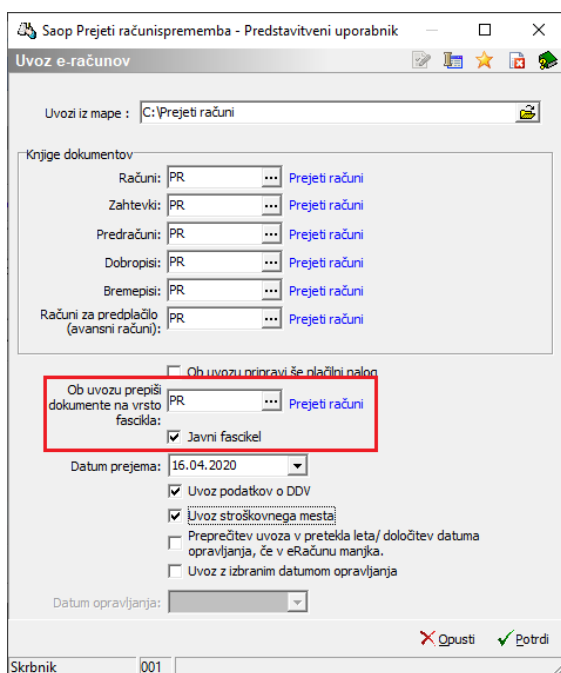 Saop Prejeti računisprememba - Predstavitveni uporabnik
Uvoz e-računov
Uvozi iz mape : C:\Prejeti računi
Knjige dokumentov
Računi: PR ... Prejeti računi
Zahtevki: PR ... Prejeti računi
Predračuni: PR ... Prejeti računi
Dobropisi: PR ... Prejeti računi
Bremepisi: PR ... Prejeti računi
Računi za predplačilo
(avansni računi): PR ... Prejeti računi
Ob uvozu pripravi še plačilni nalog
Ob uvozu prepiši
dokumente na vrsto
fascikla: PR ... Prejeti računi
Javni fascikel
Datum prejema: 16.04.2020
Uvoz podatkov o DDV
Uvoz stroškovnega mesta
Preprečitev uvoza v pretekla leta/ določitev datuma
opravljanja, če v eRačunu manjka.
Uvoz z izbranim datumom opravljanja
Datum opravljanja:
Opusti Potrdi
Skrbnik 001